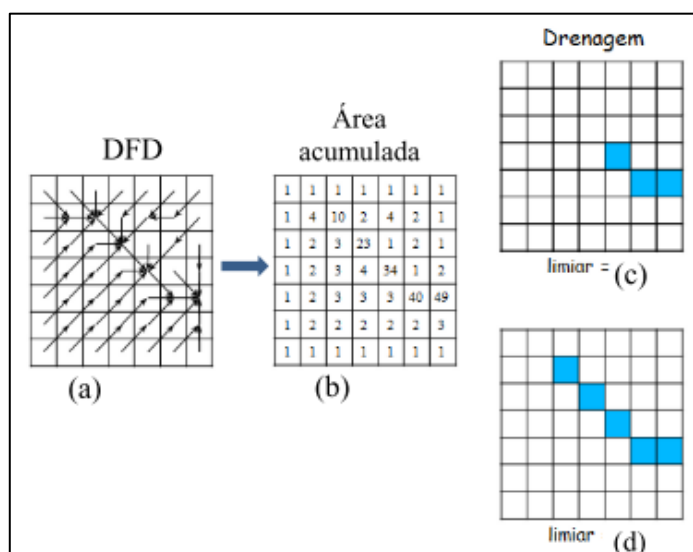 Drenagem
DFD
Área
acumulada
1 1 1 1 1 1 1
1 4 10 2 4 2 1
1 2 3 23 1 2 1
1 2 3 4 34 1 2
1 2 3 3 3 40 49
1 2 2 2 2 2 3
1 1 1 1 1 1 1
(a)
(b)
limiar = (c)
limiar (d)